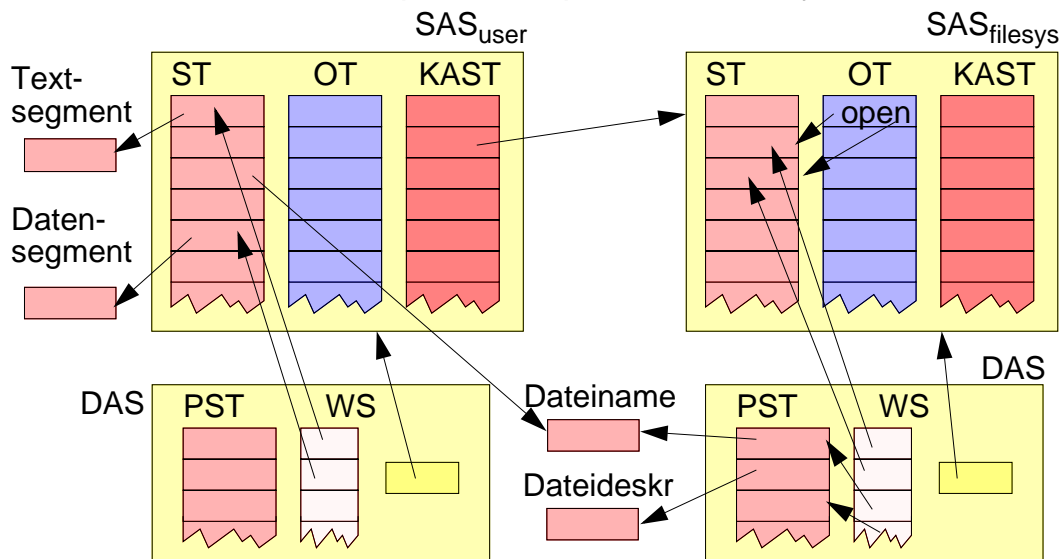 SASuser
SASfilesys
ST OT KAST
ST OT KAST
Text-
segment
open
Daten-
segment
DAS
PST WS
Dateiname
Dateideskr
DAS
PST WS